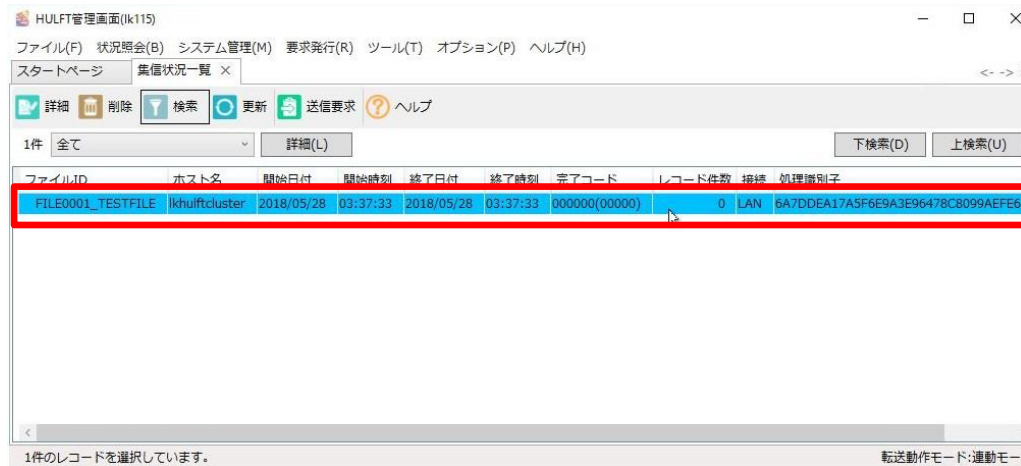 HULFT管理画面(lk115)
ファイル(F) 状況照会(B) システム管理(M) 要求発行(R) ツール(T) オプション(P) ヘルプ(H)
スタートページ 集信状況一覧 × <- ->
詳細 削除 検索 更新 送信要求 ヘルプ
1件 全て 詳細(L) 下検索(D) 上検索(U)
ファイルID ホスト名 開始日付 開始時刻 終了日付 終了時刻 完了コード レコード件数 接続 処理識別子
FILE0001_TESTFILE lkhulftcluster 2018/05/28 03:37:33 2018/05/28 03:37:33 000000(00000) 0 LAN 6A7DDEA17A5F6E9A3E96478C8099AEFE6
1件のレコードを選択しています。 転送動作モード:連動モー